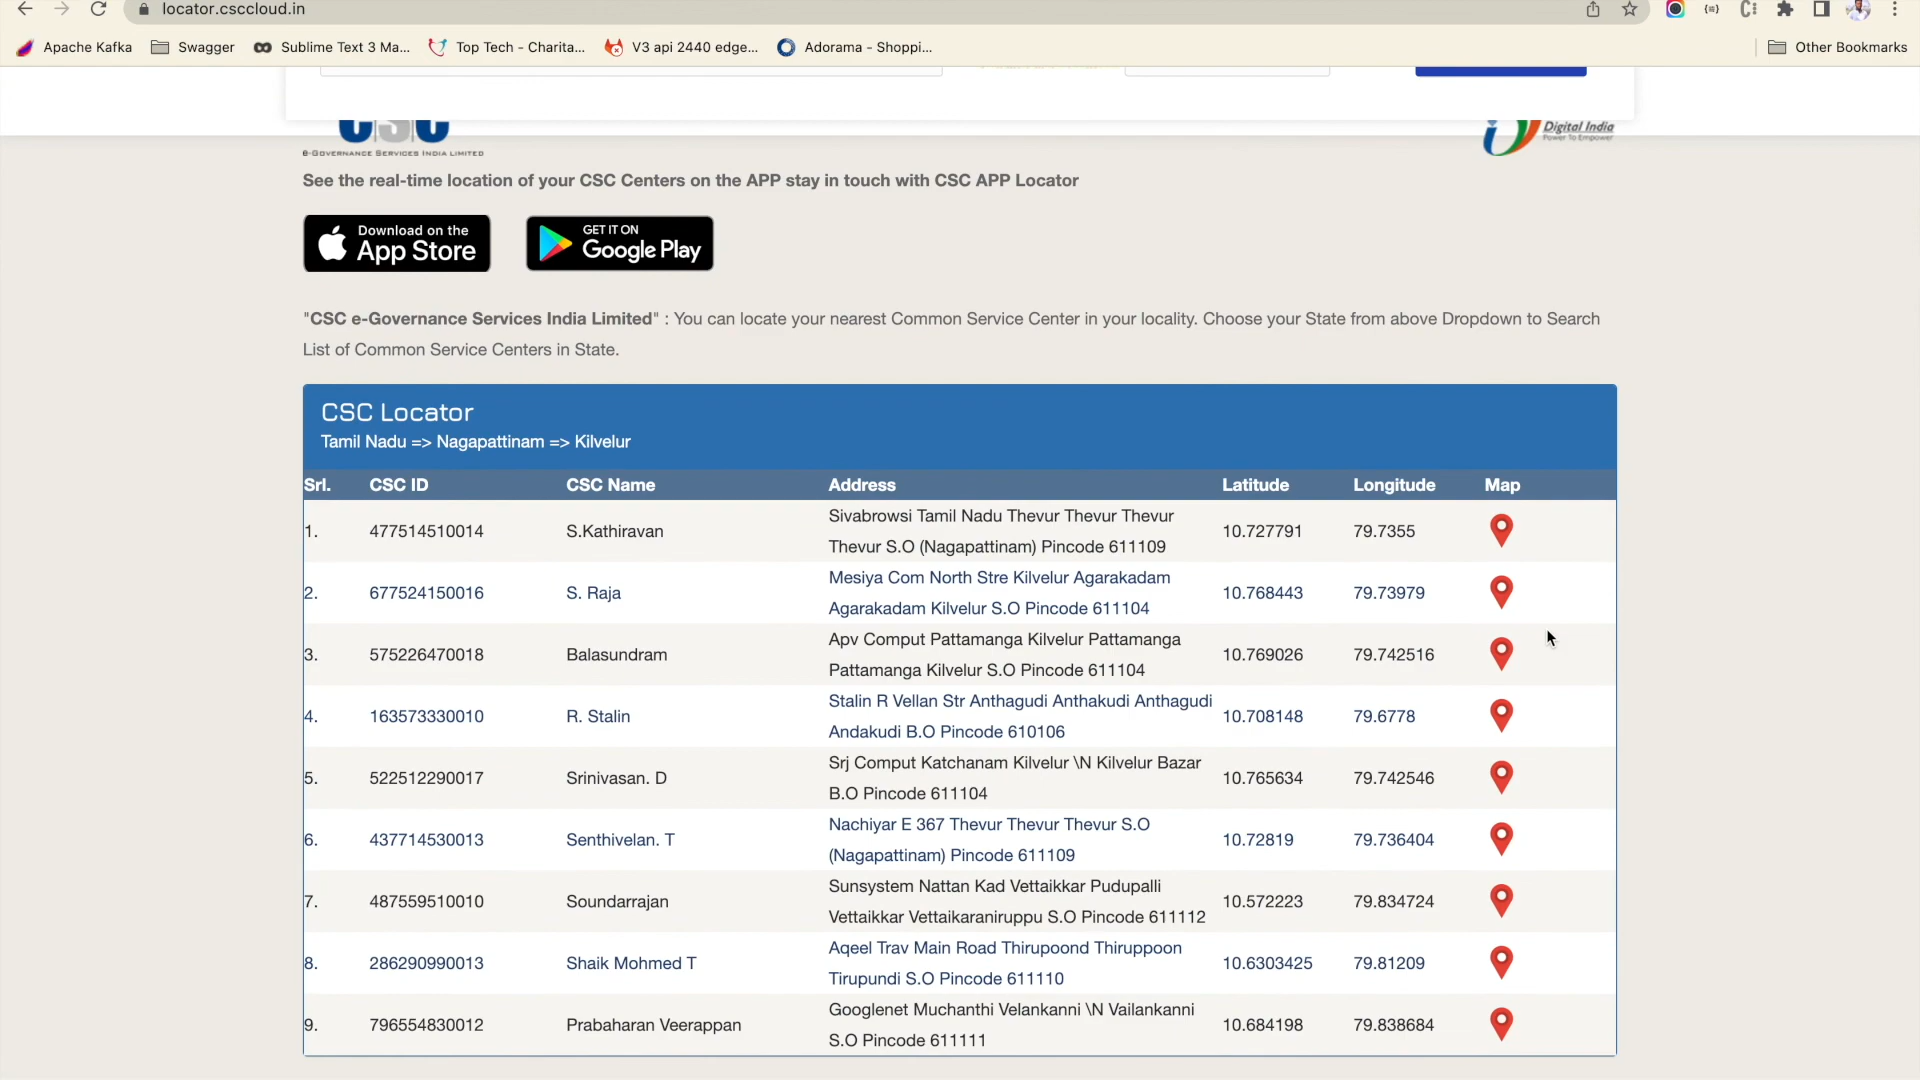 locator.csccloud.in
Apache Kafka Swagger Sublime Text 3 Ma... Top Tech - Charita... V3 api 2440 edge... Adorama - Shoppi... Other Bookmarks
CSC
e-Governance Services India Limited
Digital India
Power To Empower
See the real-time location of your CSC Centers on the APP stay in touch with CSC APP Locator
Download on the
App Store
GET IT ON
Google Play
"CSC e-Governance Services India Limited" : You can locate your nearest Common Service Center in your locality. Choose your State from above Dropdown to Search
List of Common Service Centers in State.
CSC Locator
Tamil Nadu => Nagapattinam => Kilvelur
Srl. CSC ID CSC Name Address Latitude Longitude Map
Sivabrowsi Tamil Nadu Thevur Thevur Thevur
1. 477514510014 S.Kathiravan 10.727791 79.7355
Thevur S.O (Nagapattinam) Pincode 611109
Mesiya Com North Stre Kilvelur Agarakadam
2. 677524150016 S. Raja 10.768443 79.73979
Agarakadam Kilvelur S.O Pincode 611104
Apv Comput Pattamanga Kilvelur Pattamanga
3. 575226470018 Balasundram 10.769026 79.742516
Pattamanga Kilvelur S.O Pincode 611104
Stalin R Vellan Str Anthagudi Anthakudi Anthagudi
4. 163573330010 R. Stalin 10.708148 79.6778
Andakudi B.O Pincode 610106
Srj Comput Katchanam Kilvelur \N Kilvelur Bazar
5. 522512290017 Srinivasan. D 10.765634 79.742546
B.O Pincode 611104
Nachiyar E 367 Thevur Thevur Thevur S.O
6. 437714530013 Senthivelan. T 10.72819 79.736404
(Nagapattinam) Pincode 611109
Sunsystem Nattan Kad Vettaikkar Pudupalli
7. 487559510010 Soundarrajan 10.572223 79.834724
Vettaikkar Vettaikaraniruppu S.O Pincode 611112
Aqeel Trav Main Road Thirupoond Thiruppoon
8. 286290990013 Shaik Mohmed T 10.6303425 79.81209
Tirupundi S.O Pincode 611110
Googlenet Muchanthi Velankanni \N Vailankanni
9. 796554830012 Prabaharan Veerappan 10.684198 79.838684
S.O Pincode 611111